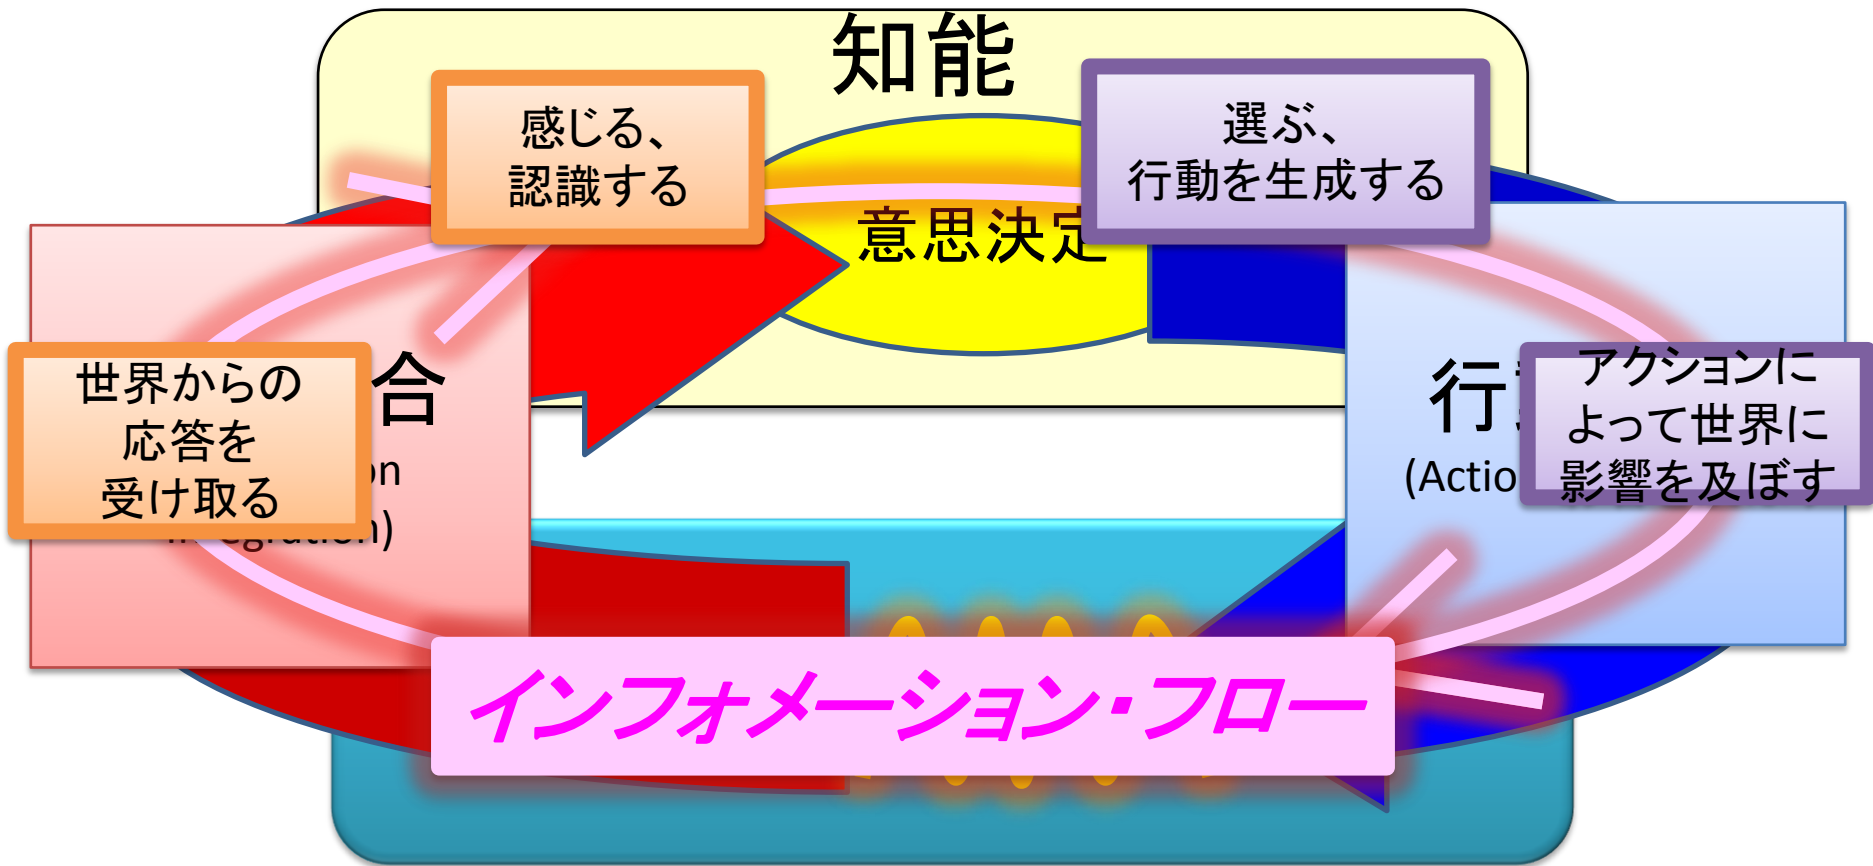 知能
感じる、
認識する
選ぶ、
行動を生成する
意思決定
世界からの
応答を
受け取る
合
行
(Actio
アクションに
よって世界に
影響を及ぼす
インフォメーション・フロー